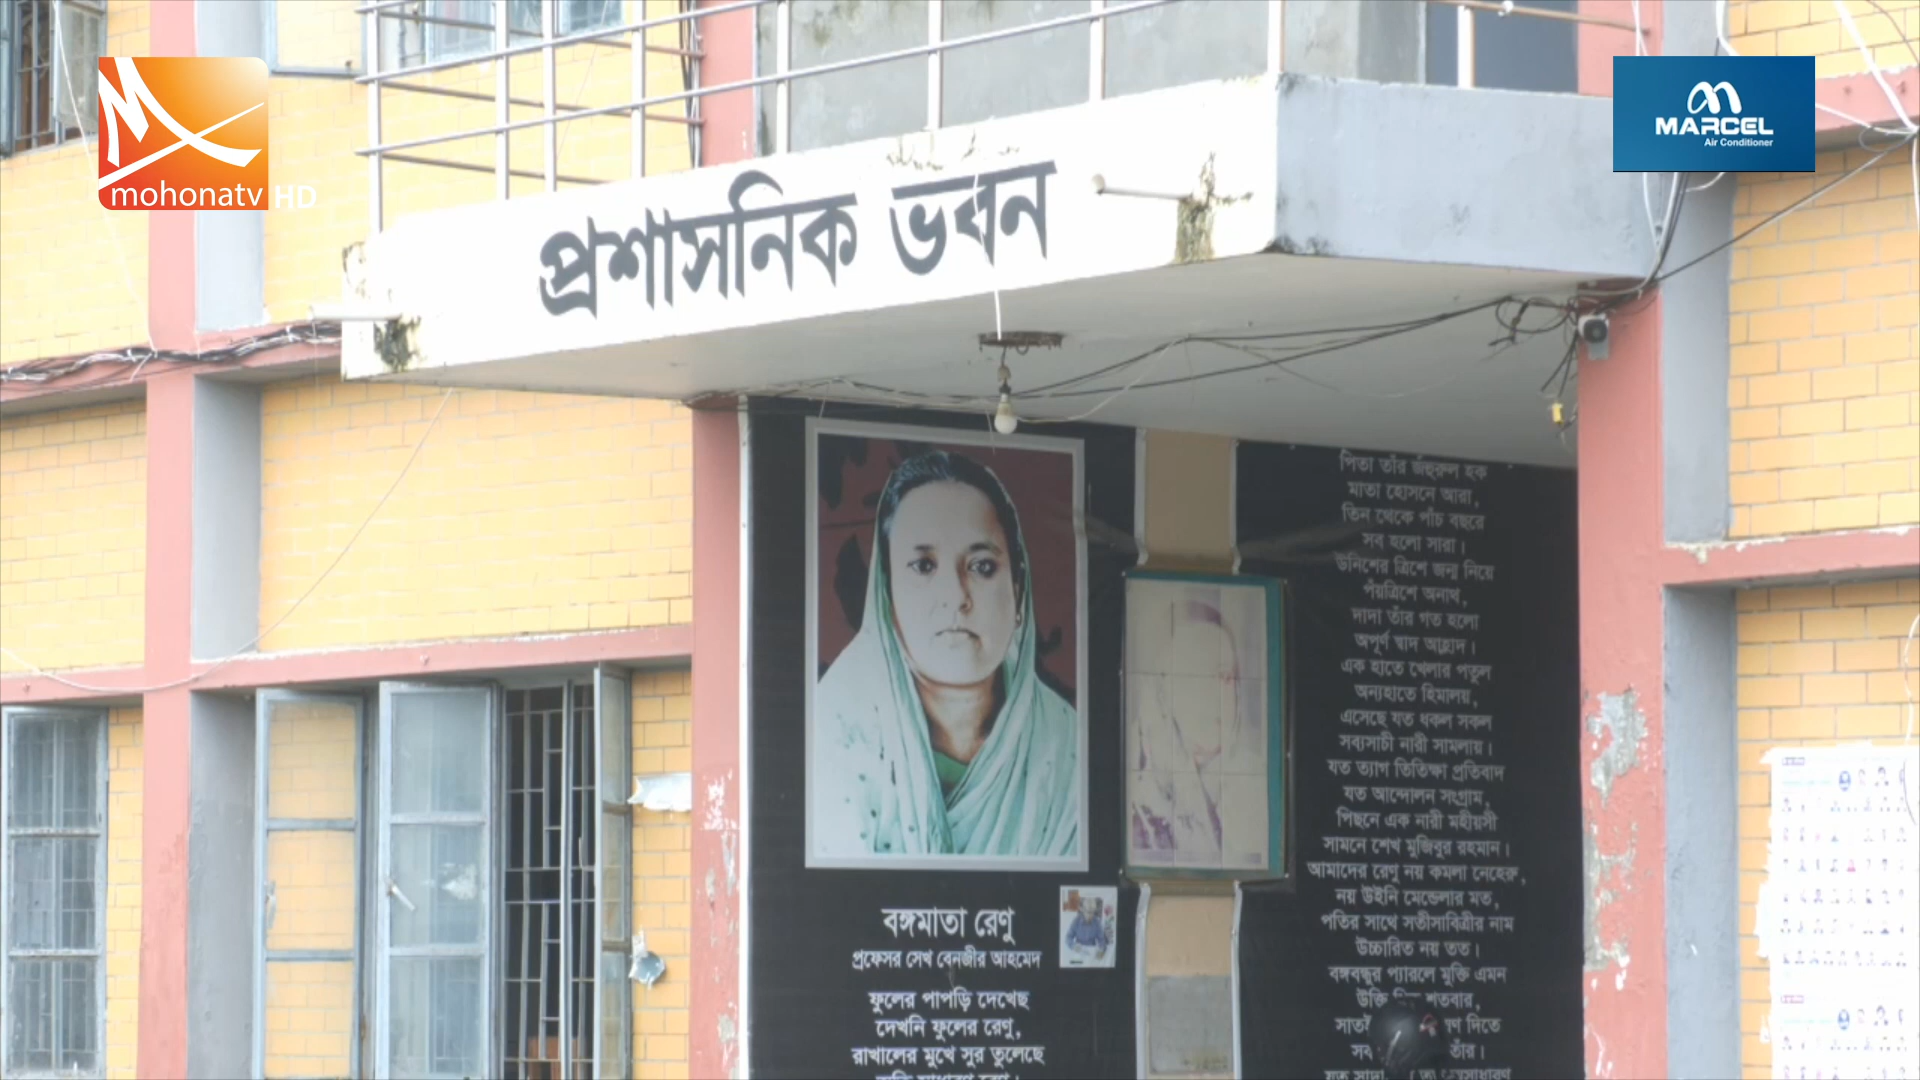 mohonatv HD
MARCEL
Air Conditioner
প্রশাসনিক ভবন
বঙ্গমাতা রেণু
প্রফেসর সেখ বেনজীর আহমেদ
ফুলের পাপড়ি দেখেছ
দেখনি ফুলের রেণু,
রাখালের মুখে সুর তুলেছে
পিতা তাঁর জহুরুল হক
মাতা হোসনে আরা,
তিন থেকে পাঁচ বছরে
সব হলো সারা।
উনিশের ত্রিশে জন্ম নিয়ে
পঁয়ত্রিশে অনাথ,
দাদা তাঁর গত হলো
অপূর্ণ স্বাদ আহ্লাদ।
এক হাতে খেলার পতুল
অন্যহাতে হিমালয়,
এসেছে যত ধকল সকল
সব্যসাচী নারী সামলায়।
যত ত্যাগ তিতিক্ষা প্রতিবাদ
যত আন্দোলন সংগ্রাম,
পিছনে এক নারী মহীয়সী
সামনে শেখ মুজিবুর রহমান।
আমাদের রেণু নয় কমলা নেহেরু,
নয় উইনি মেন্ডেলার মত,
পতির সাথে সতীসাবিত্রীর নাম
উচ্চারিত নয় তত।
বঙ্গবন্ধুর প্যারলে মুক্তি এমন
উক্তি শতবার,
দিতে
সব তাঁর।